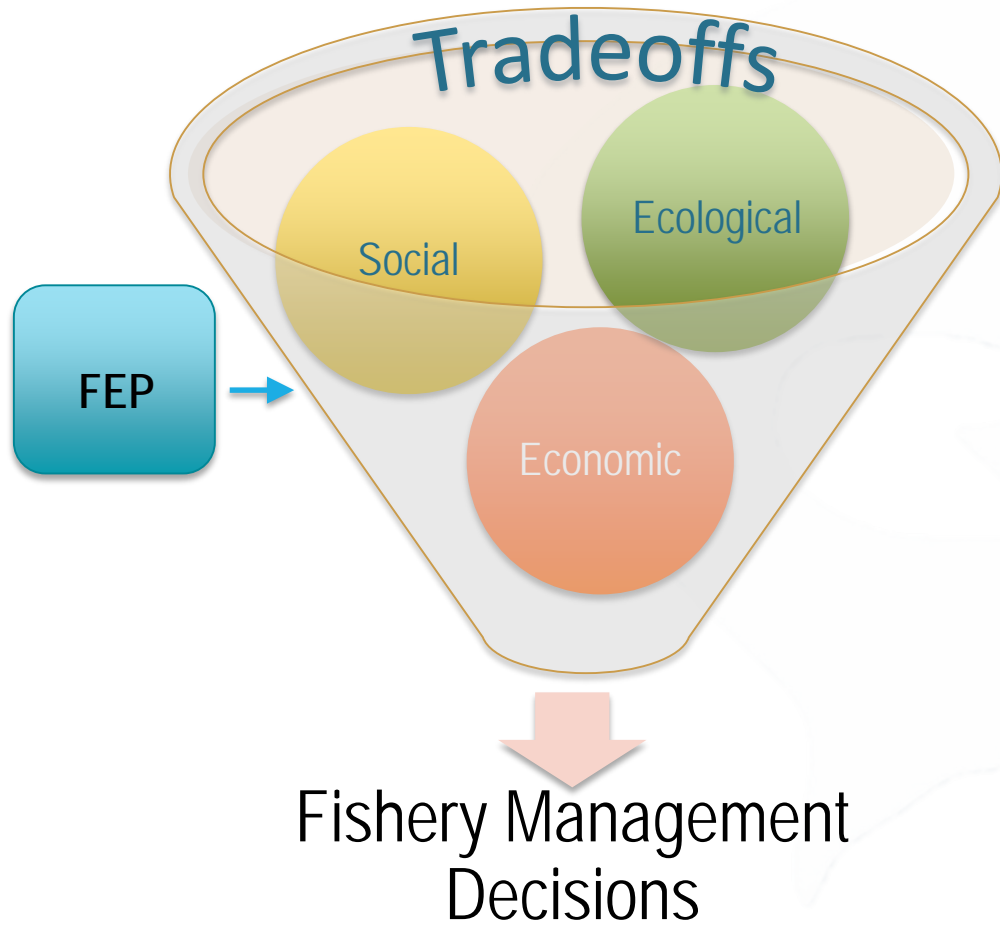 Tradeoffs
Ecological
Social
FEP
Economic
Fishery Management
Decisions